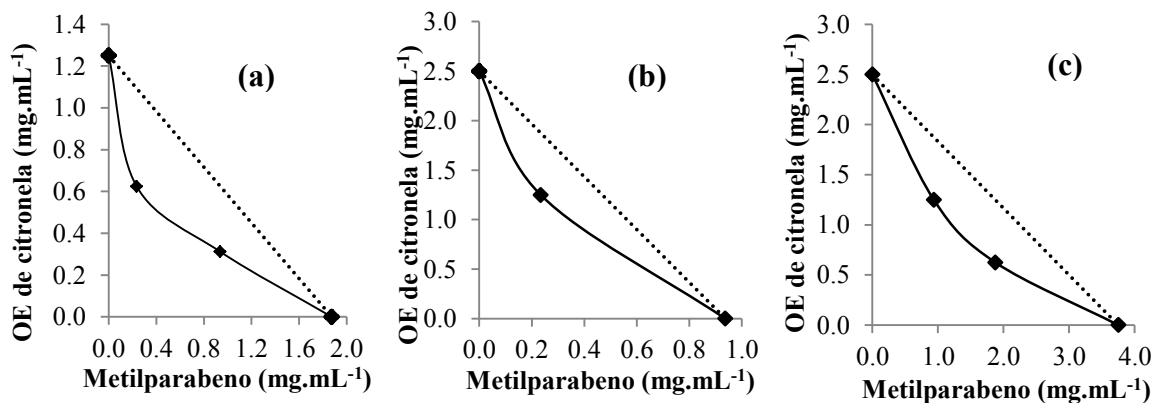 OE de citronela (mg.mL⁻¹)
1.4
1.2
1.0
0.8
0.6
0.4
0.2
0.0
(a)
0.0 0.4 0.8 1.2 1.6 2.0
Metilparabeno (mg.mL⁻¹)
OE de citronela (mg.mL⁻¹)
3.0
2.5
2.0
1.5
1.0
0.5
0.0
(b)
0.0 0.2 0.4 0.6 0.8 1.0
Metilparabeno (mg.mL⁻¹)
OE de citronela (mg.mL⁻¹)
3.0
2.5
2.0
1.5
1.0
0.5
0.0
(c)
0.0 1.0 2.0 3.0 4.0
Metilparabeno (mg.mL⁻¹)